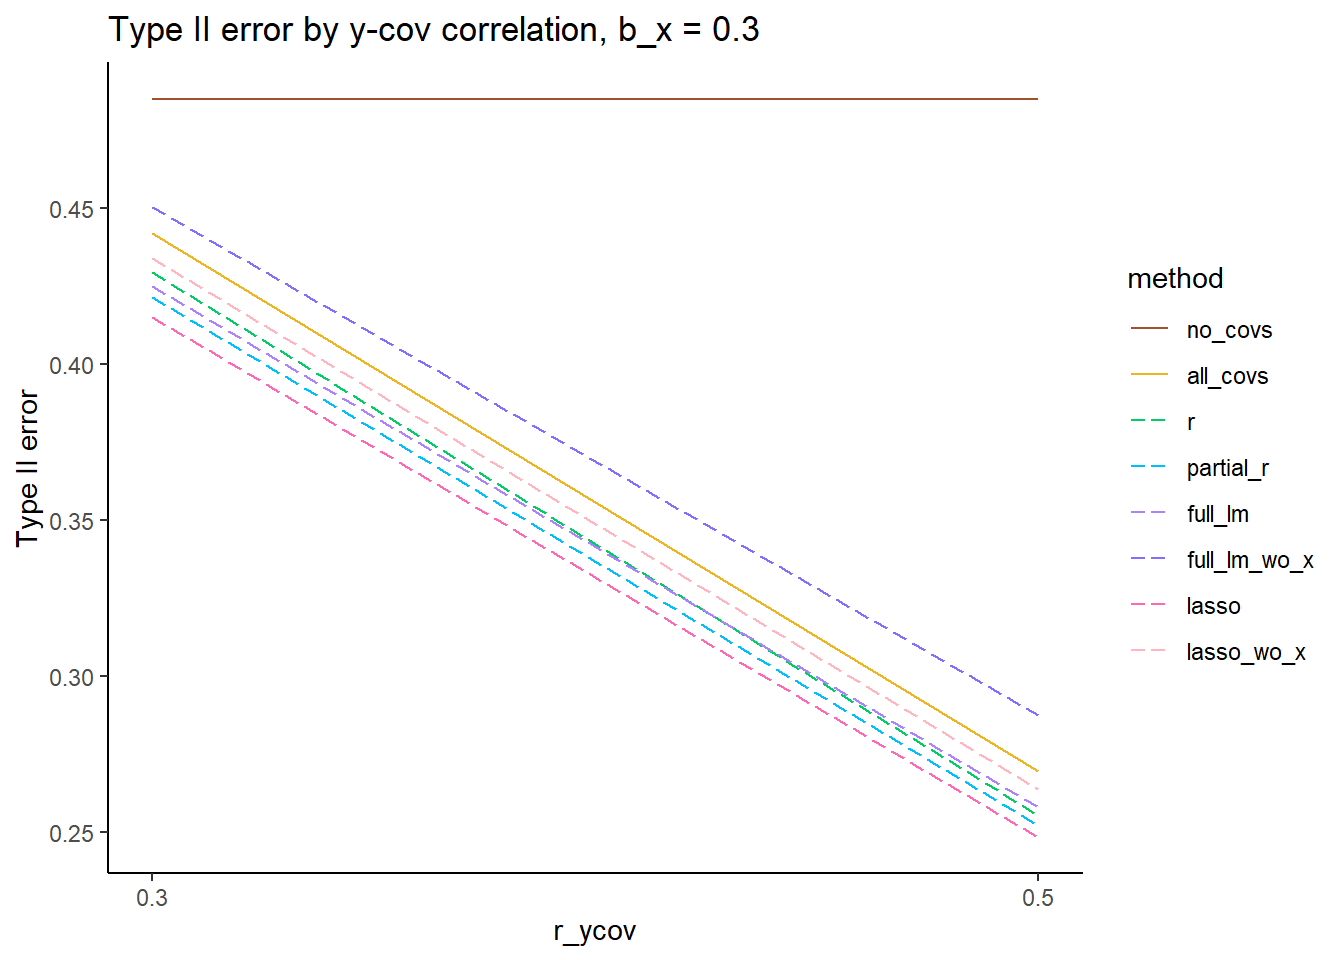 Type II error by y-cov correlation, b_x = 0.3
Type II error
0.45
0.40
0.35
0.30
0.25
0.3
0.5
r_ycov
method
no_covs
all_covs
r
partial_r
full_lm
full_lm_wo_x
lasso
lasso_wo_x